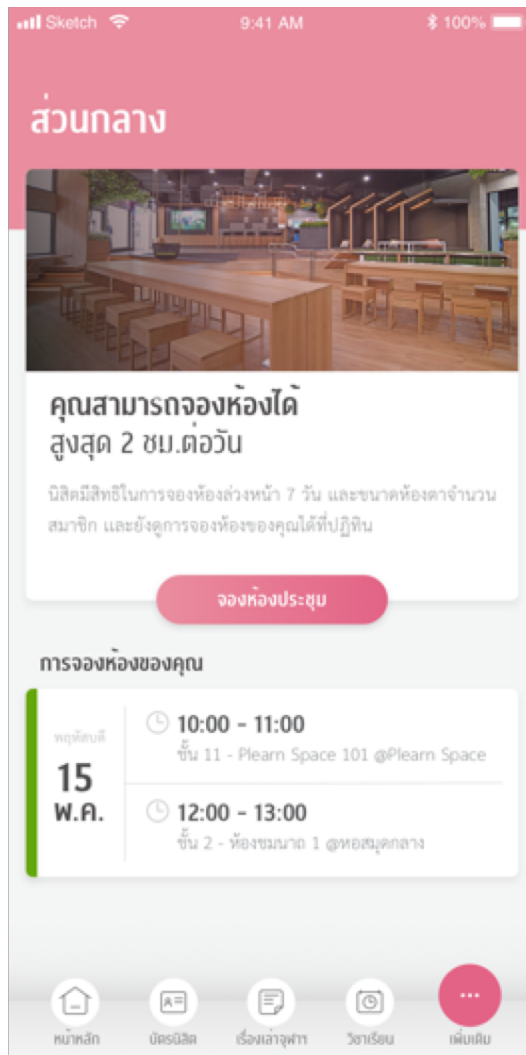 Sketch 9:41 AM 100%
ส่วนกลาง
คุณสามารถจองห้องได้
สูงสุด 2 ชม.ต่อวัน
นิสิตมีสิทธิในการจองห้องล่วงหน้า 7 วัน และขนาดห้องตาจำนวน
สมาชิก และยังดูการจองห้องของคุณได้ที่ปฏิทิน
จองห้องประชุม
การจองห้องของคุณ
พฤหัสบดี
15
พ.ค.
10:00 - 11:00
ชั้น 11 - Plearn Space 101 @Plearn Space
12:00 - 13:00
ชั้น 2 - ห้องชมนาด 1 @หอสมุดกลาง
หน้าหลัก บัตรนิสิต เรื่องเล่าจุฬาฯ วิชาเรียน เพิ่มเติม